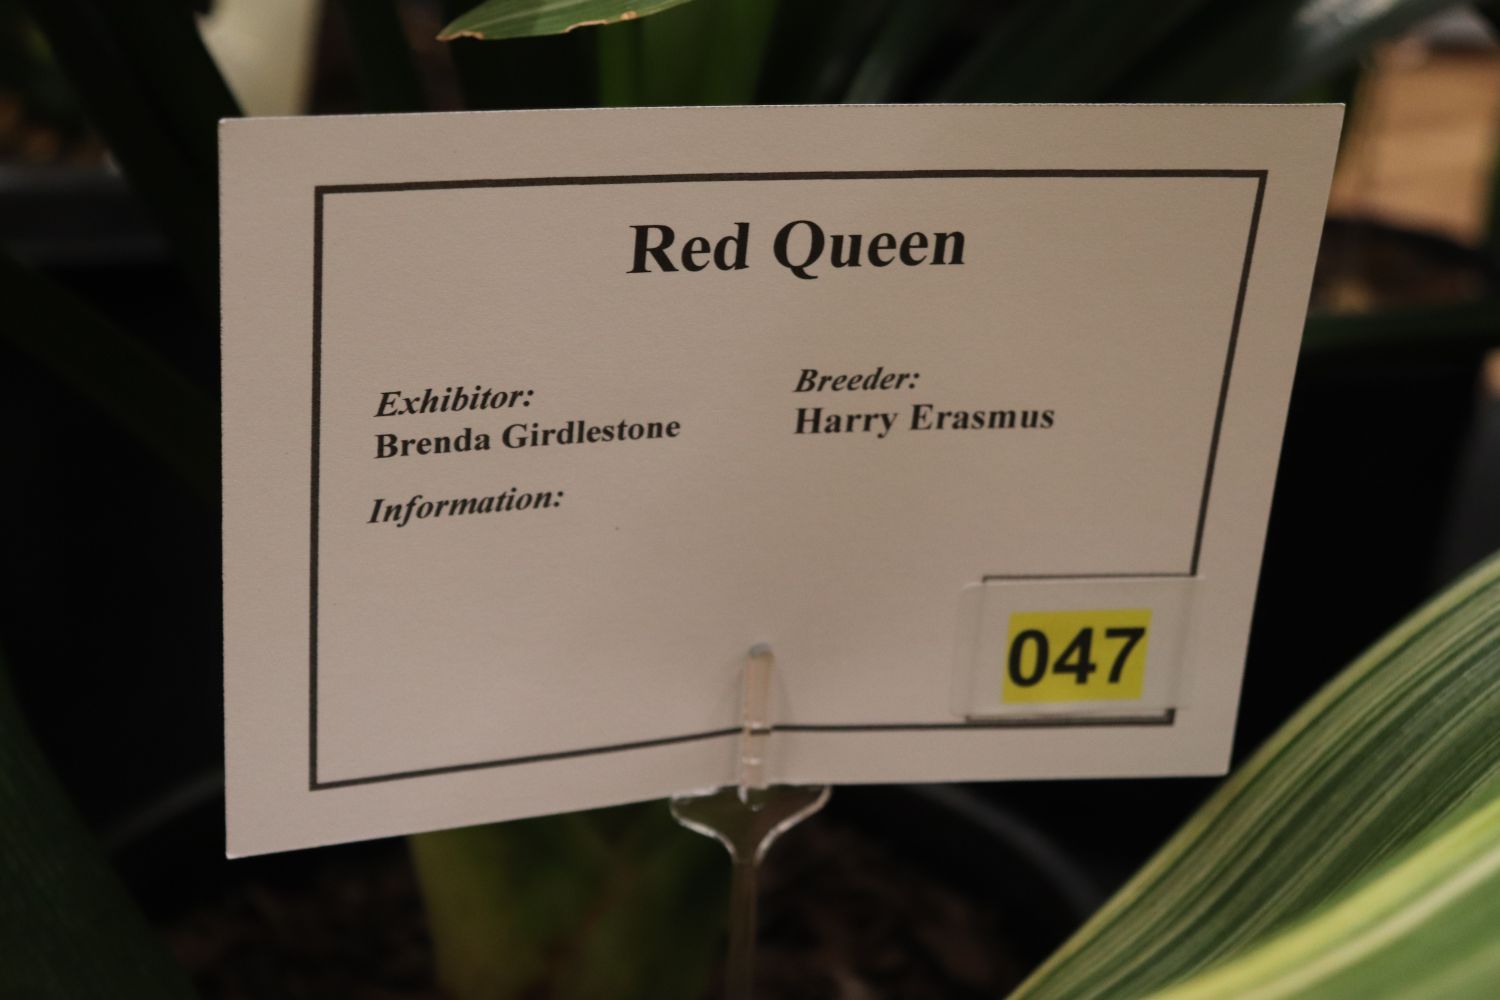 Red Queen
Exhibitor:
Brenda Girdlestone
Breeder:
Harry Erasmus
Information:
047